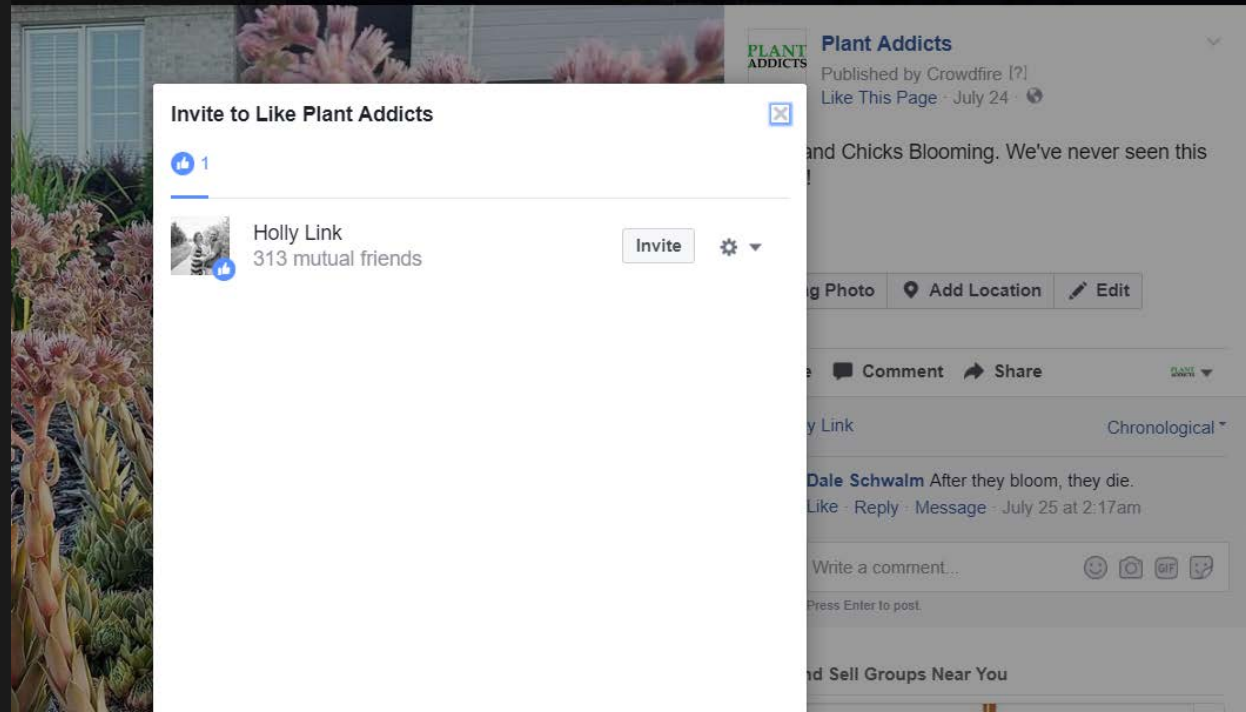 Invite to Like Plant Addicts
1
Holly Link
313 mutual friends
Invite
PLANT
ADDICTS
Plant Addicts
Published by Crowdfire [?]
Like This Page · July 24 ·
and Chicks Blooming. We've never seen this
!
Photo Add Location Edit
Comment Share
PLANT
ADDICTS
Link Chronological
Dale Schwalm After they bloom, they die.
Like · Reply · Message · July 25 at 2:17am
Write a comment... GIF
Press Enter to post.
Sell Groups Near You